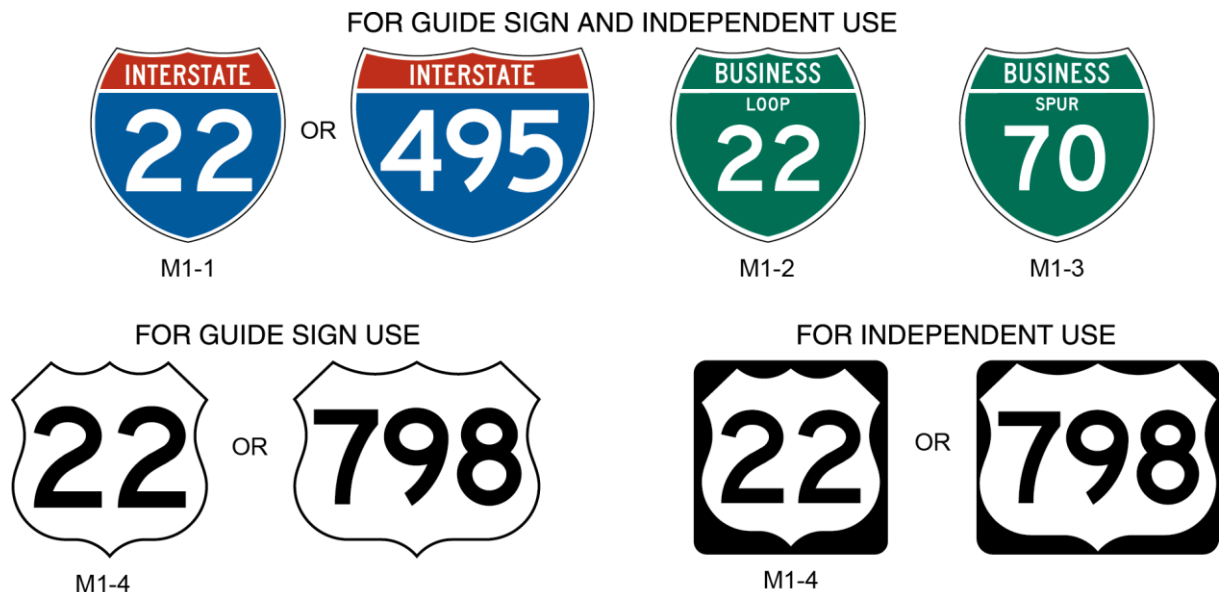 FOR GUIDE SIGN AND INDEPENDENT USE
INTERSTATE
22
OR
INTERSTATE
495
BUSINESS
LOOP
22
BUSINESS
SPUR
70
M1-1
M1-2
M1-3
FOR GUIDE SIGN USE
FOR INDEPENDENT USE
22
OR
798
22
OR
798
M1-4
M1-4